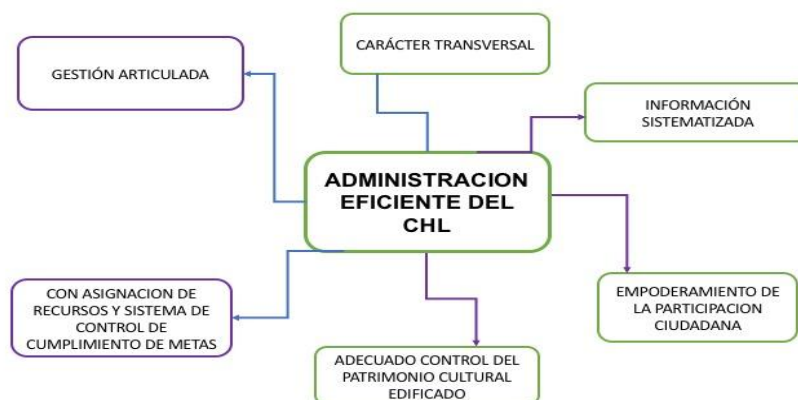 CARÁCTER TRANSVERSAL
GESTIÓN ARTICULADA
INFORMACIÓN
SISTEMATIZADA
ADMINISTRACION
EFICIENTE DEL
CHL
CON ASIGNACION DE
RECURSOS Y SISTEMA DE
CONTROL DE
CUMPLIMIENTO DE METAS
EMPODERAMIENTO DE
LA PARTICIPACION
CIUDADANA
ADECUADO CONTROL DEL
PATRIMONIO CULTURAL
EDIFICADO